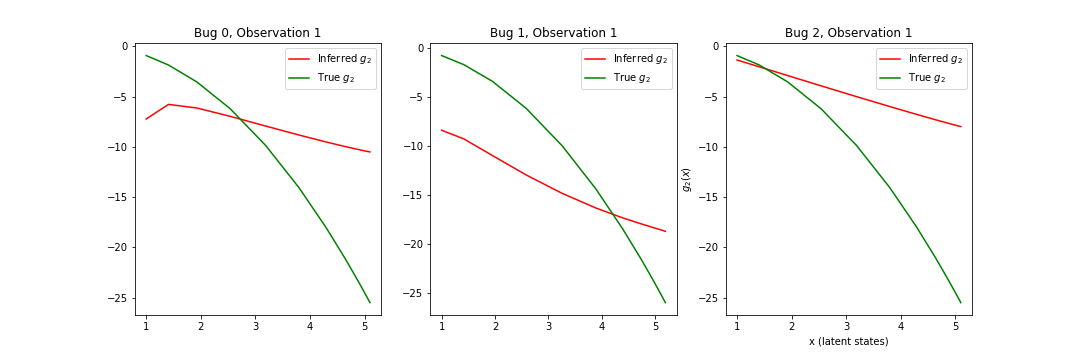 Bug 0, Observation 1
Inferred g₂
True g₂
0
−5
−10
−15
−20
−25
1 2 3 4 5
Bug 1, Observation 1
Inferred g₂
True g₂
0
−5
−10
−15
−20
−25
1 2 3 4 5
Bug 2, Observation 1
Inferred g₂
True g₂
g₂(x)
0
−5
−10
−15
−20
−25
1 2 3 4 5
x (latent states)